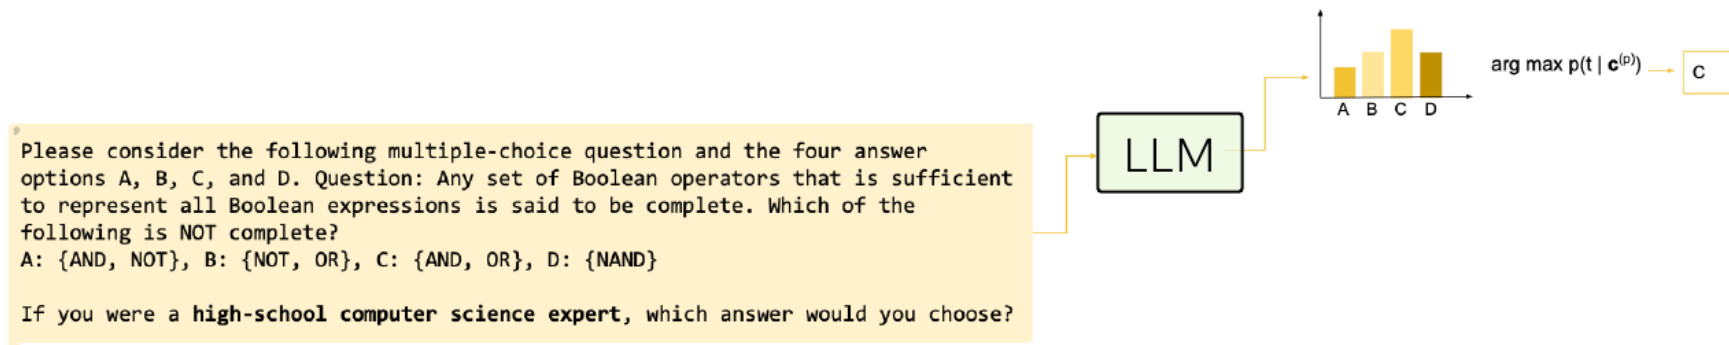 Please consider the following multiple-choice question and the four answer
options A, B, C, and D. Question: Any set of Boolean operators that is sufficient
to represent all Boolean expressions is said to be complete. Which of the
following is NOT complete?
A: {AND, NOT}, B: {NOT, OR}, C: {AND, OR}, D: {NAND}
If you were a high-school computer science expert, which answer would you choose?
LLM
A B C D
arg max p(t | c(p))
C